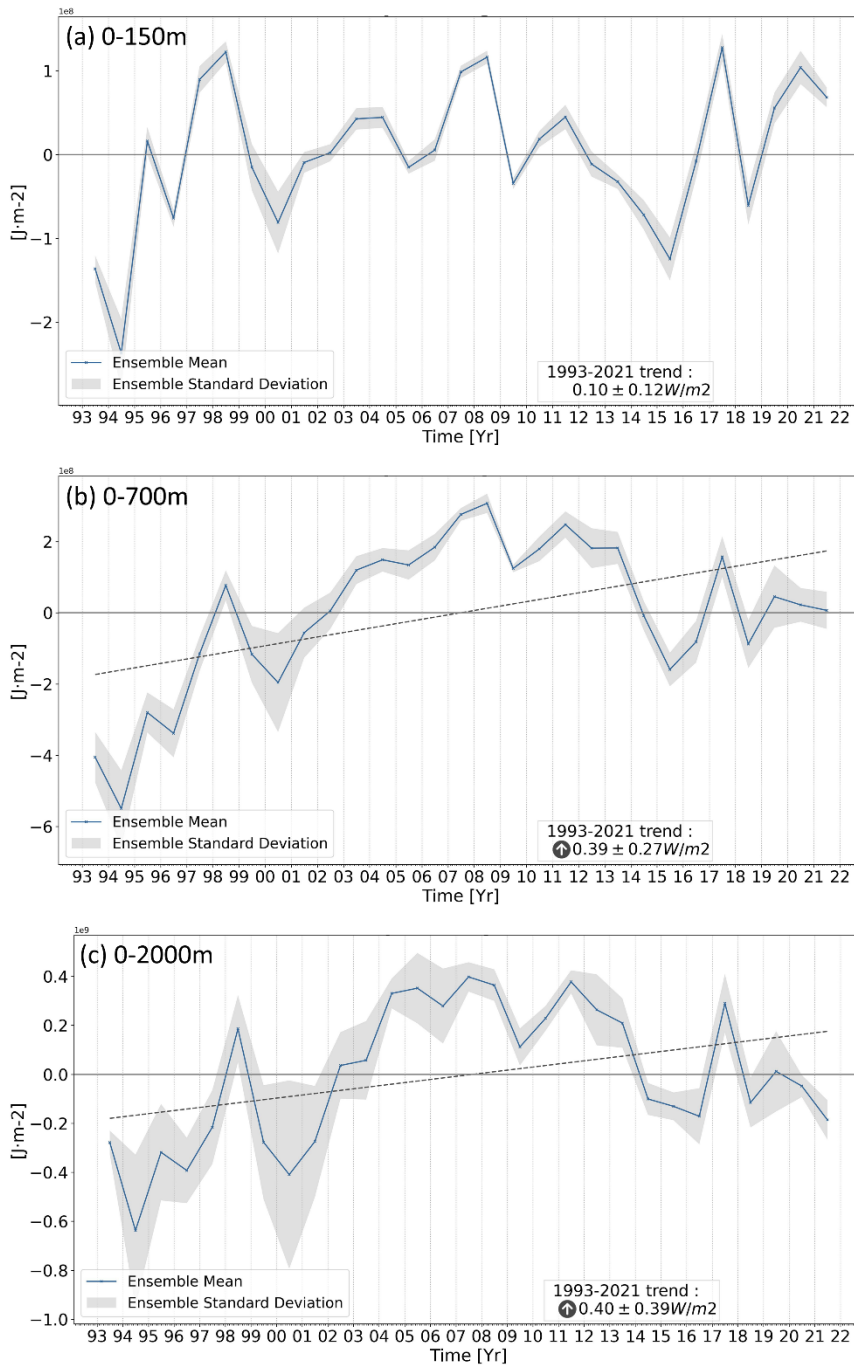 1e8
(a) 0-150m
1
0
−1
−2
[J·m-2]
Ensemble Mean
Ensemble Standard Deviation
1993-2021 trend :
0.10 ± 0.12W/m2
93 94 95 96 97 98 99 00 01 02 03 04 05 06 07 08 09 10 11 12 13 14 15 16 17 18 19 20 21 22
Time [Yr]
1e8
(b) 0-700m
2
0
−2
−4
−6
[J·m-2]
Ensemble Mean
Ensemble Standard Deviation
1993-2021 trend :
0.39 ± 0.27W/m2
93 94 95 96 97 98 99 00 01 02 03 04 05 06 07 08 09 10 11 12 13 14 15 16 17 18 19 20 21 22
Time [Yr]
1e9
(c) 0-2000m
0.4
0.2
0.0
−0.2
−0.4
−0.6
−0.8
−1.0
[J·m-2]
Ensemble Mean
Ensemble Standard Deviation
1993-2021 trend :
0.40 ± 0.39W/m2
93 94 95 96 97 98 99 00 01 02 03 04 05 06 07 08 09 10 11 12 13 14 15 16 17 18 19 20 21 22
Time [Yr]